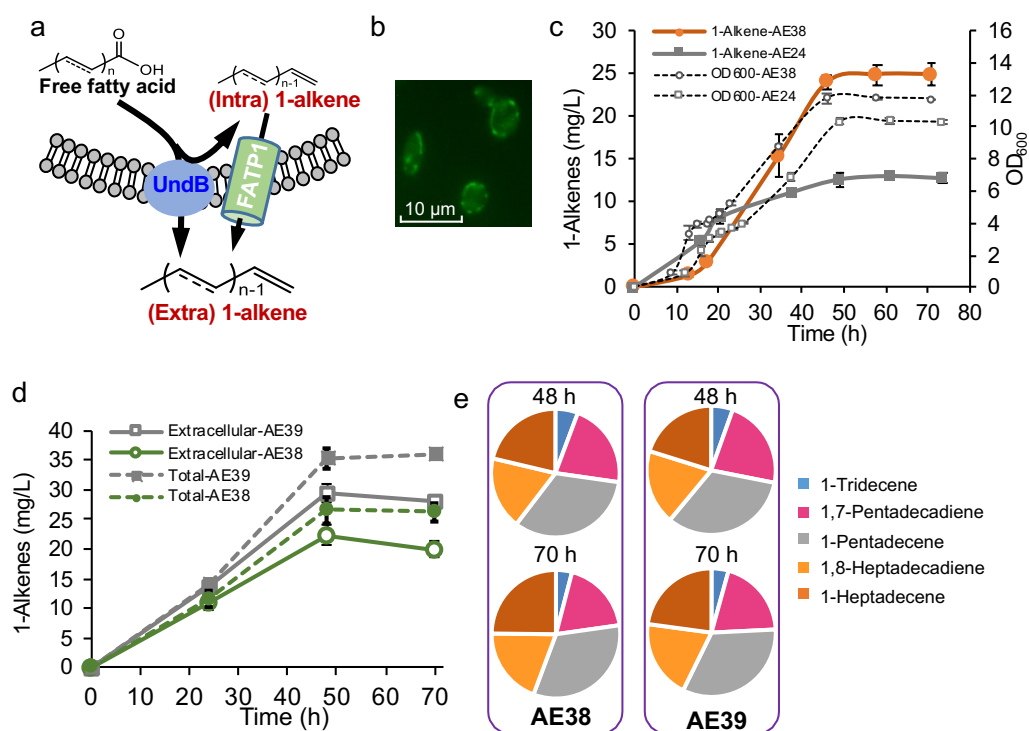 a
O
OH
n
Free fatty acid
n-1
(Intra) 1-alkene
UndB
FATP1
n-1
(Extra) 1-alkene
b
10 µm
c
1-Alkene-AE38
1-Alkene-AE24
OD600-AE38
OD600-AE24
1-Alkenes (mg/L)
30
25
20
15
10
5
0
OD600
16
14
12
10
8
6
4
2
0
0 10 20 30 40 50 60 70 80
Time (h)
d
Extracellular-AE39
Extracellular-AE38
Total-AE39
Total-AE38
1-Alkenes (mg/L)
40
35
30
25
20
15
10
5
0
0 10 20 30 40 50 60 70
Time (h)
e
48 h
48 h
70 h
70 h
AE38
AE39
1-Tridecene
1,7-Pentadecadiene
1-Pentadecene
1,8-Heptadecadiene
1-Heptadecene